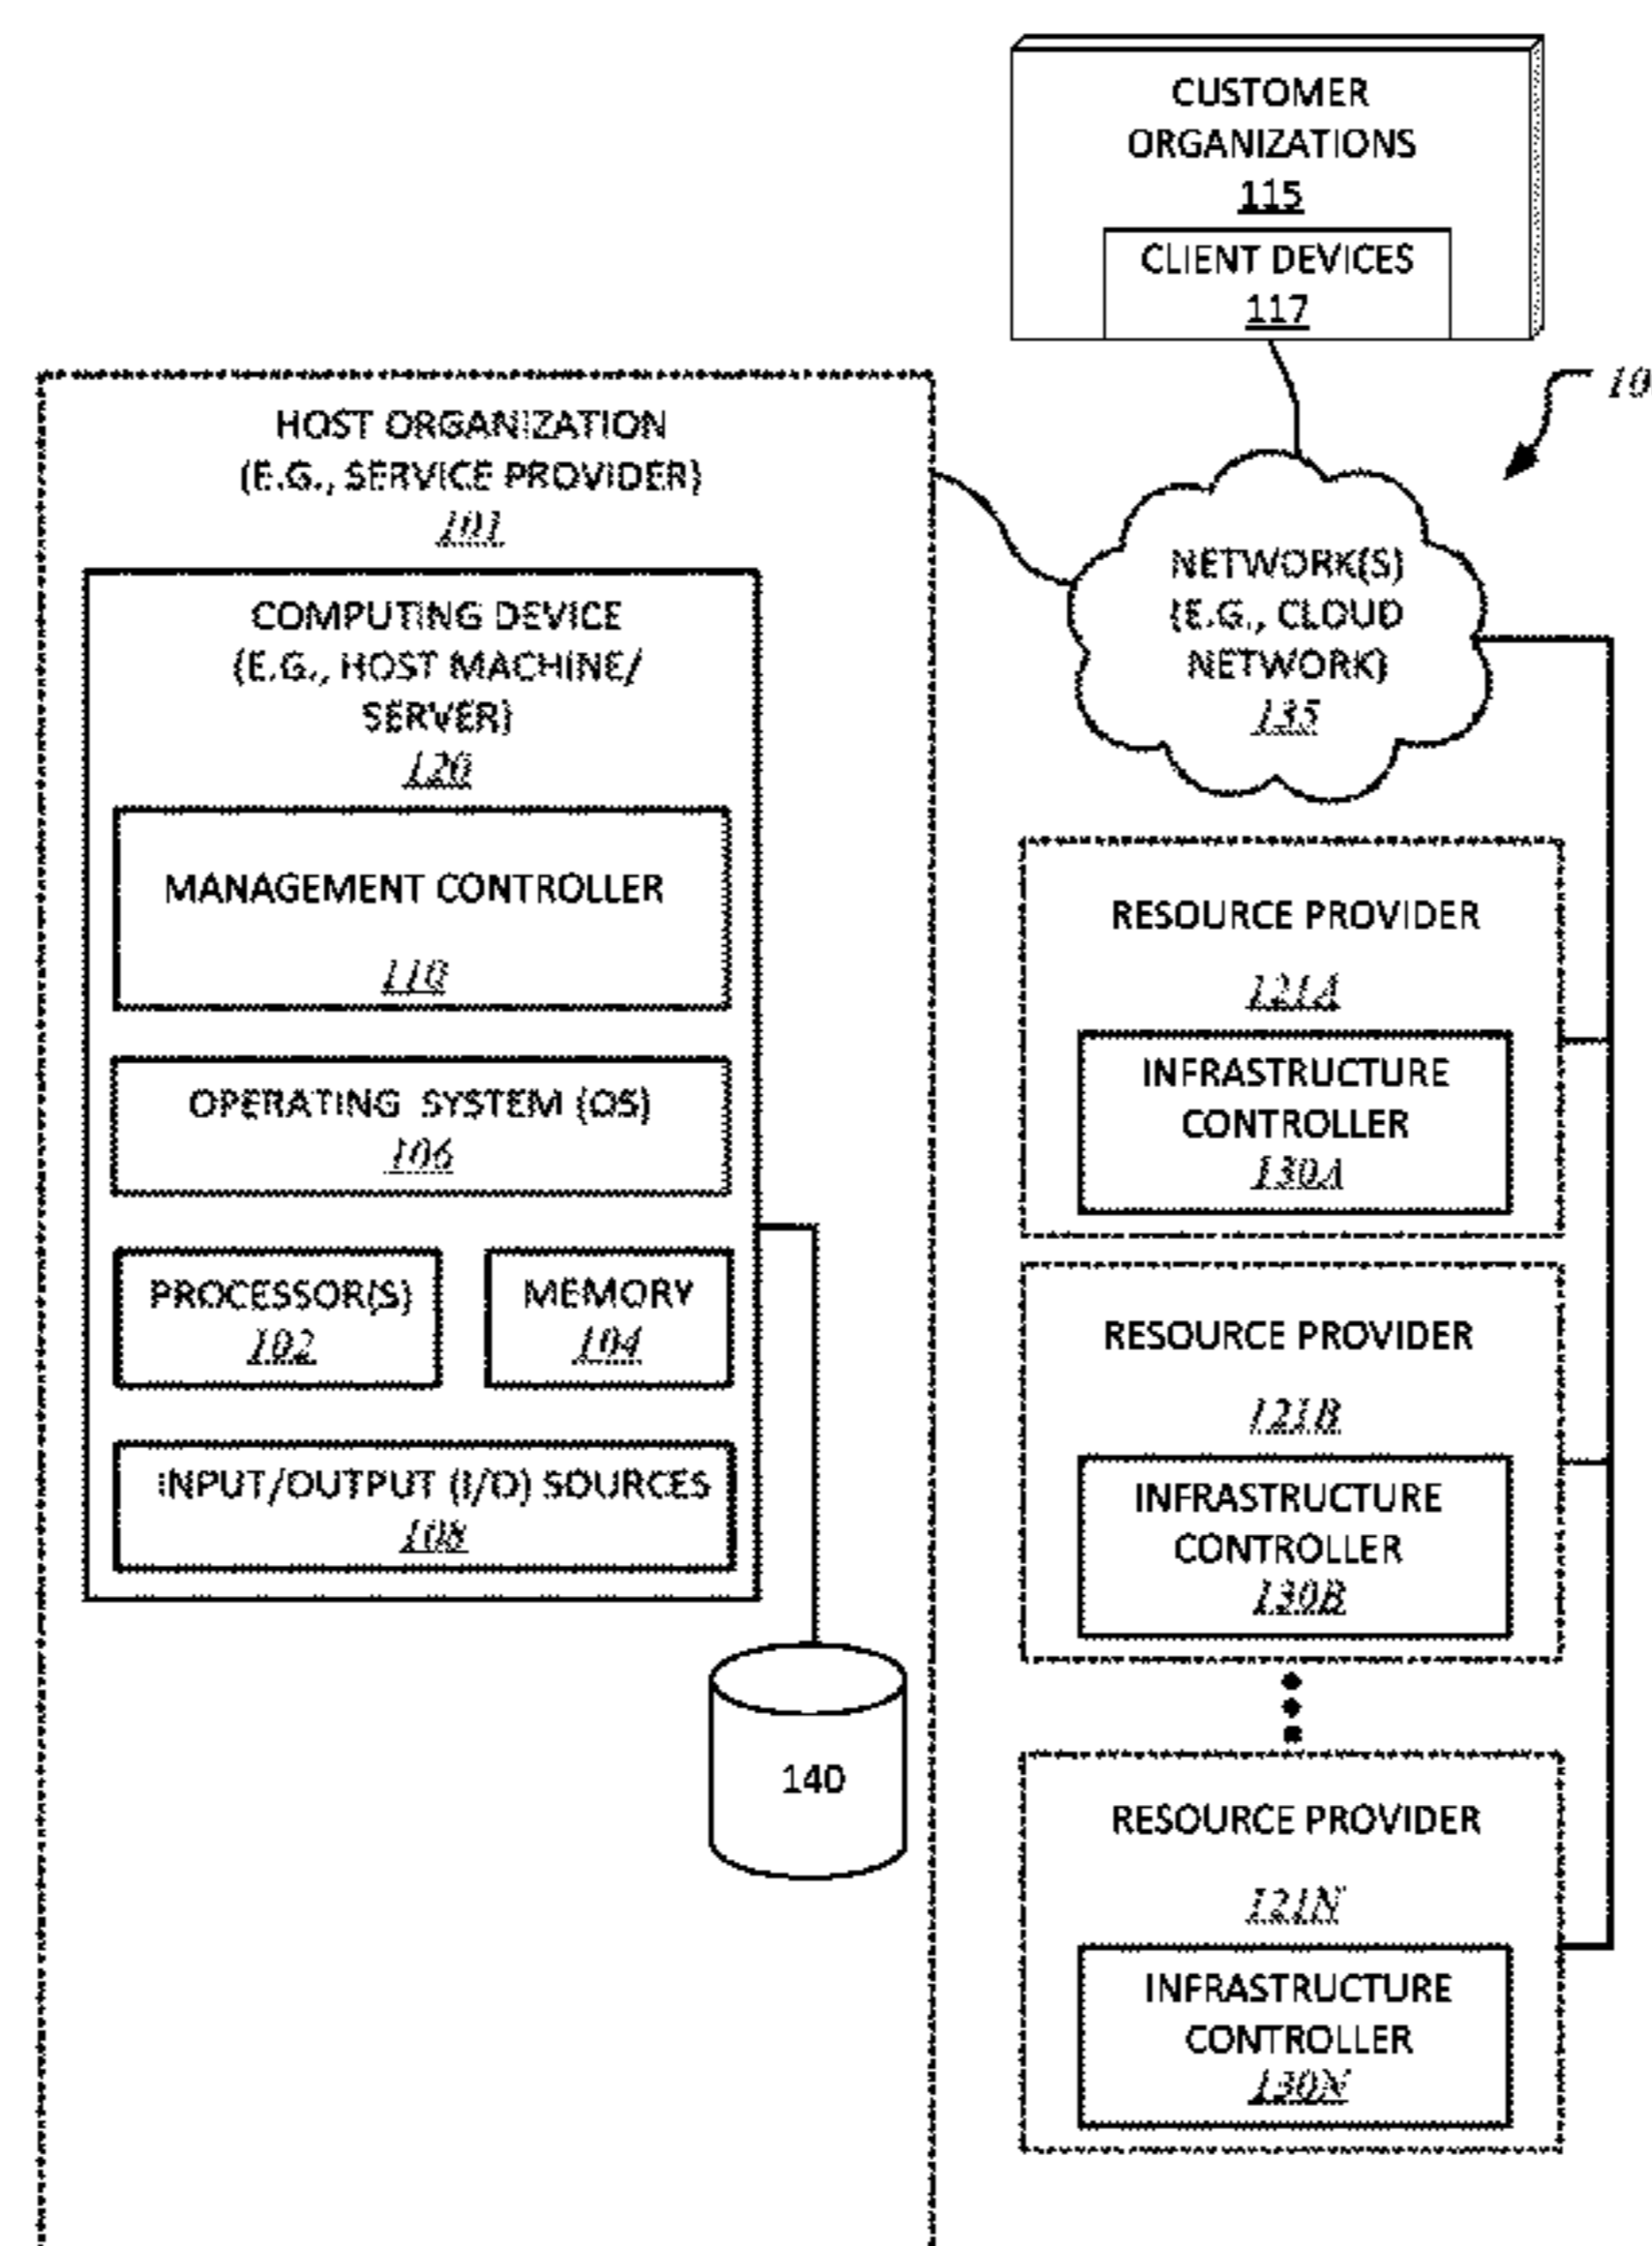 CUSTOMER
ORGANIZATIONS
115
CLIENT DEVICES
117
10
HOST ORGANIZATION
(E.G., SERVICE PROVIDER)
101
COMPUTING DEVICE
(E.G., HOST MACHINE/
SERVER)
120
MANAGEMENT CONTROLLER
110
OPERATING SYSTEM (OS)
106
PROCESSOR(S)
102
MEMORY
104
INPUT/OUTPUT (I/O) SOURCES
108
140
NETWORK(S)
(E.G., CLOUD
NETWORK)
135
RESOURCE PROVIDER
121A
INFRASTRUCTURE
CONTROLLER
130A
RESOURCE PROVIDER
121B
INFRASTRUCTURE
CONTROLLER
130B
RESOURCE PROVIDER
121N
INFRASTRUCTURE
CONTROLLER
130N